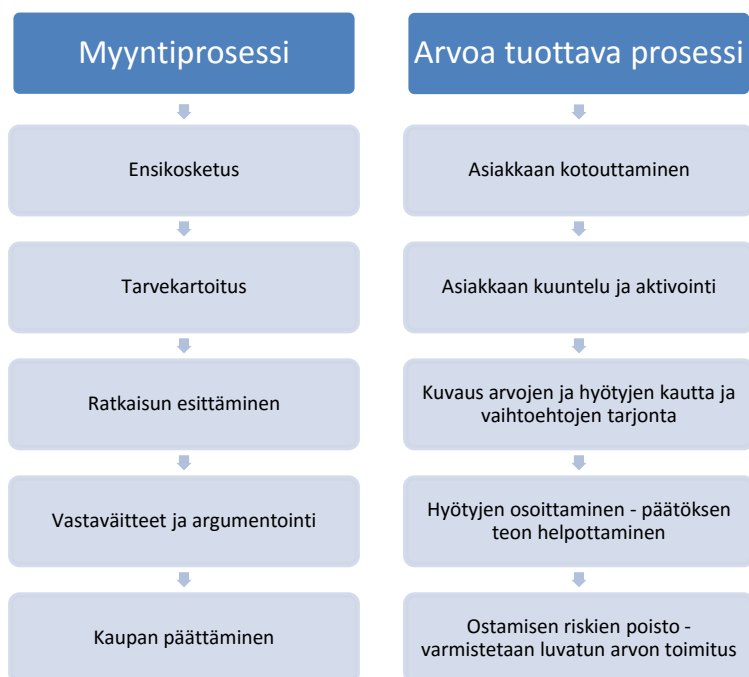 Myyntiprosessi
Ensikosketus
Tarvekartoitus
Ratkaisun esittäminen
Vastaväitteet ja argumentointi
Kaupan päättäminen
Arvoa tuottava prosessi
Asiakkaan kotouttaminen
Asiakkaan kuuntelu ja aktivointi
Kuvaus arvojen ja hyötyjen kautta ja
vaihtoehtojen tarjonta
Hyötyjen osoittaminen - päätöksen
teon helpottaminen
Ostamisen riskien poisto -
varmistetaan luvatun arvon toimitus